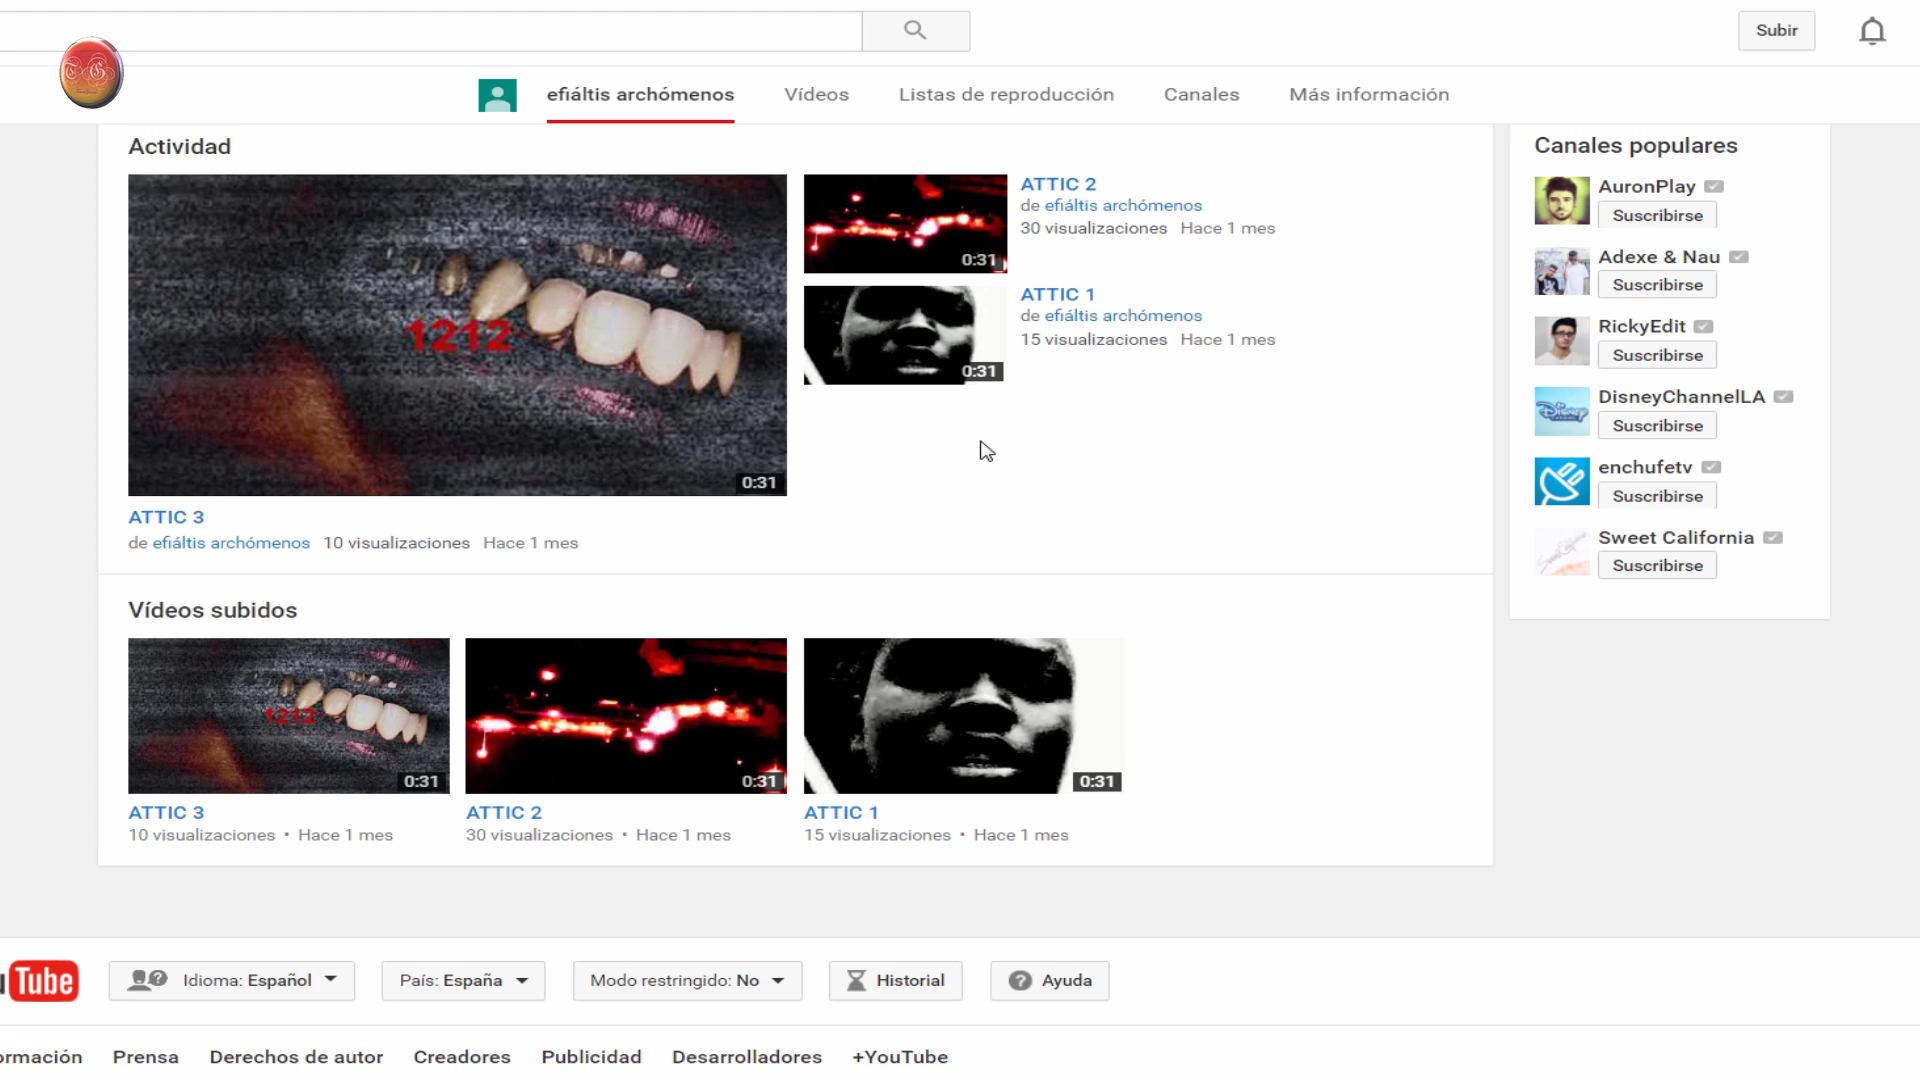 Subir
efiáltis archómenos
Vídeos
Listas de reproducción
Canales
Más información
Actividad
1212
0:31
ATTIC 3
de efiáltis archómenos 10 visualizaciones Hace 1 mes
0:31
ATTIC 2
de efiáltis archómenos
30 visualizaciones Hace 1 mes
0:31
ATTIC 1
de efiáltis archómenos
15 visualizaciones Hace 1 mes
Vídeos subidos
1212
0:31
ATTIC 3
10 visualizaciones • Hace 1 mes
0:31
ATTIC 2
30 visualizaciones • Hace 1 mes
0:31
ATTIC 1
15 visualizaciones • Hace 1 mes
Canales populares
AuronPlay
Suscribirse
Adexe & Nau
Suscribirse
RickyEdit
Suscribirse
Disney
DisneyChannelLA
Suscribirse
enchufetv
Suscribirse
Sweet California
Suscribirse
Tube
Idioma: Español
País: España
Modo restringido: No
Historial
Ayuda
ormación
Prensa
Derechos de autor
Creadores
Publicidad
Desarrolladores
+YouTube